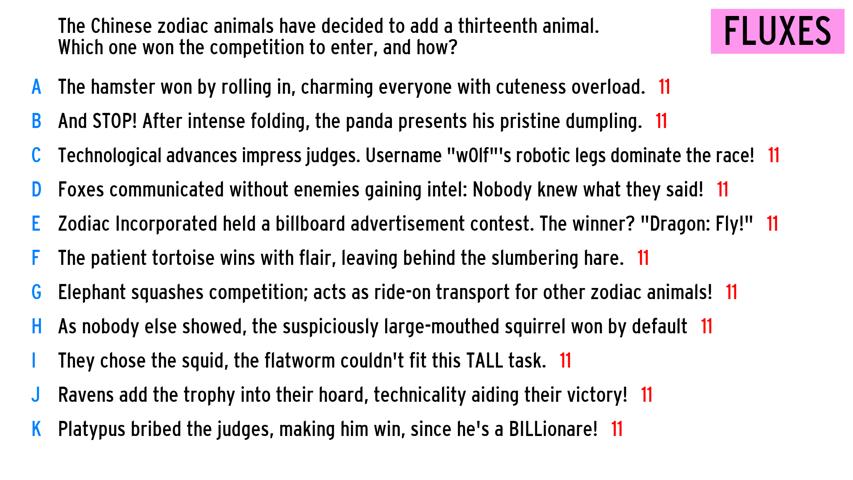 The Chinese zodiac animals have decided to add a thirteenth animal.
Which one won the competition to enter, and how?
FLUXES
A The hamster won by rolling in, charming everyone with cuteness overload. 11
B And STOP! After intense folding, the panda presents his pristine dumpling. 11
C Technological advances impress judges. Username "w0lf"'s robotic legs dominate the race! 11
D Foxes communicated without enemies gaining intel: Nobody knew what they said! 11
E Zodiac Incorporated held a billboard advertisement contest. The winner? "Dragon: Fly!" 11
F The patient tortoise wins with flair, leaving behind the slumbering hare. 11
G Elephant squashes competition; acts as ride-on transport for other zodiac animals! 11
H As nobody else showed, the suspiciously large-mouthed squirrel won by default 11
I They chose the squid, the flatworm couldn't fit this TALL task. 11
J Ravens add the trophy into their hoard, technicality aiding their victory! 11
K Platypus bribed the judges, making him win, since he's a BILLionare! 11